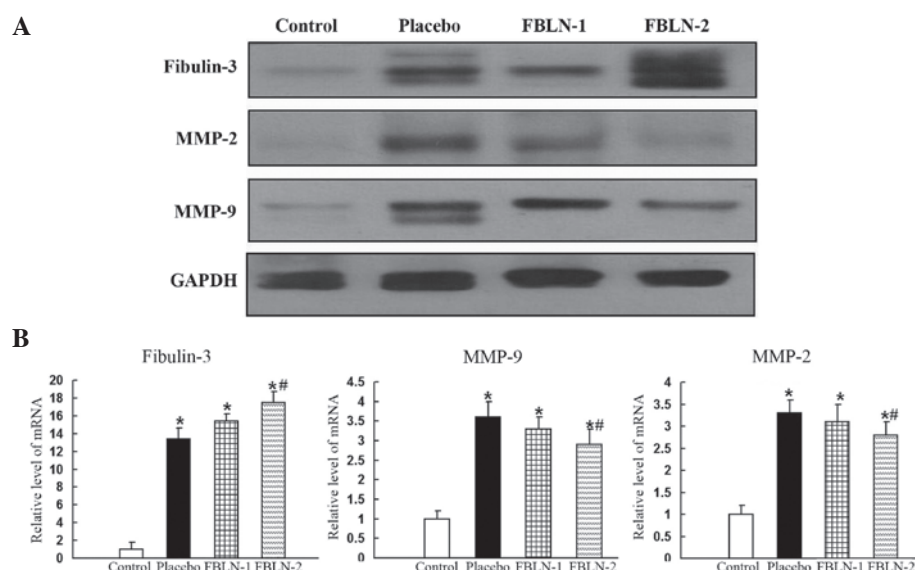 A
Control Placebo FBLN-1 FBLN-2
Fibulin-3
MMP-2
MMP-9
GAPDH
B
Fibulin-3
Relative level of mRNA
20
18
16
14
12
10
8
6
4
2
0
*
*
*#
Control Placebo FBLN-1 FBLN-2
MMP-9
Relative level of mRNA
4.5
4
3.5
3
2.5
2
1.5
1
0.5
0
*
*
*#
Control Placebo FBLN-1 FBLN-2
MMP-2
Relative level of mRNA
4
3.5
3
2.5
2
1.5
1
0.5
0
*
*
*#
Control Placebo FBLN-1 FBLN-2